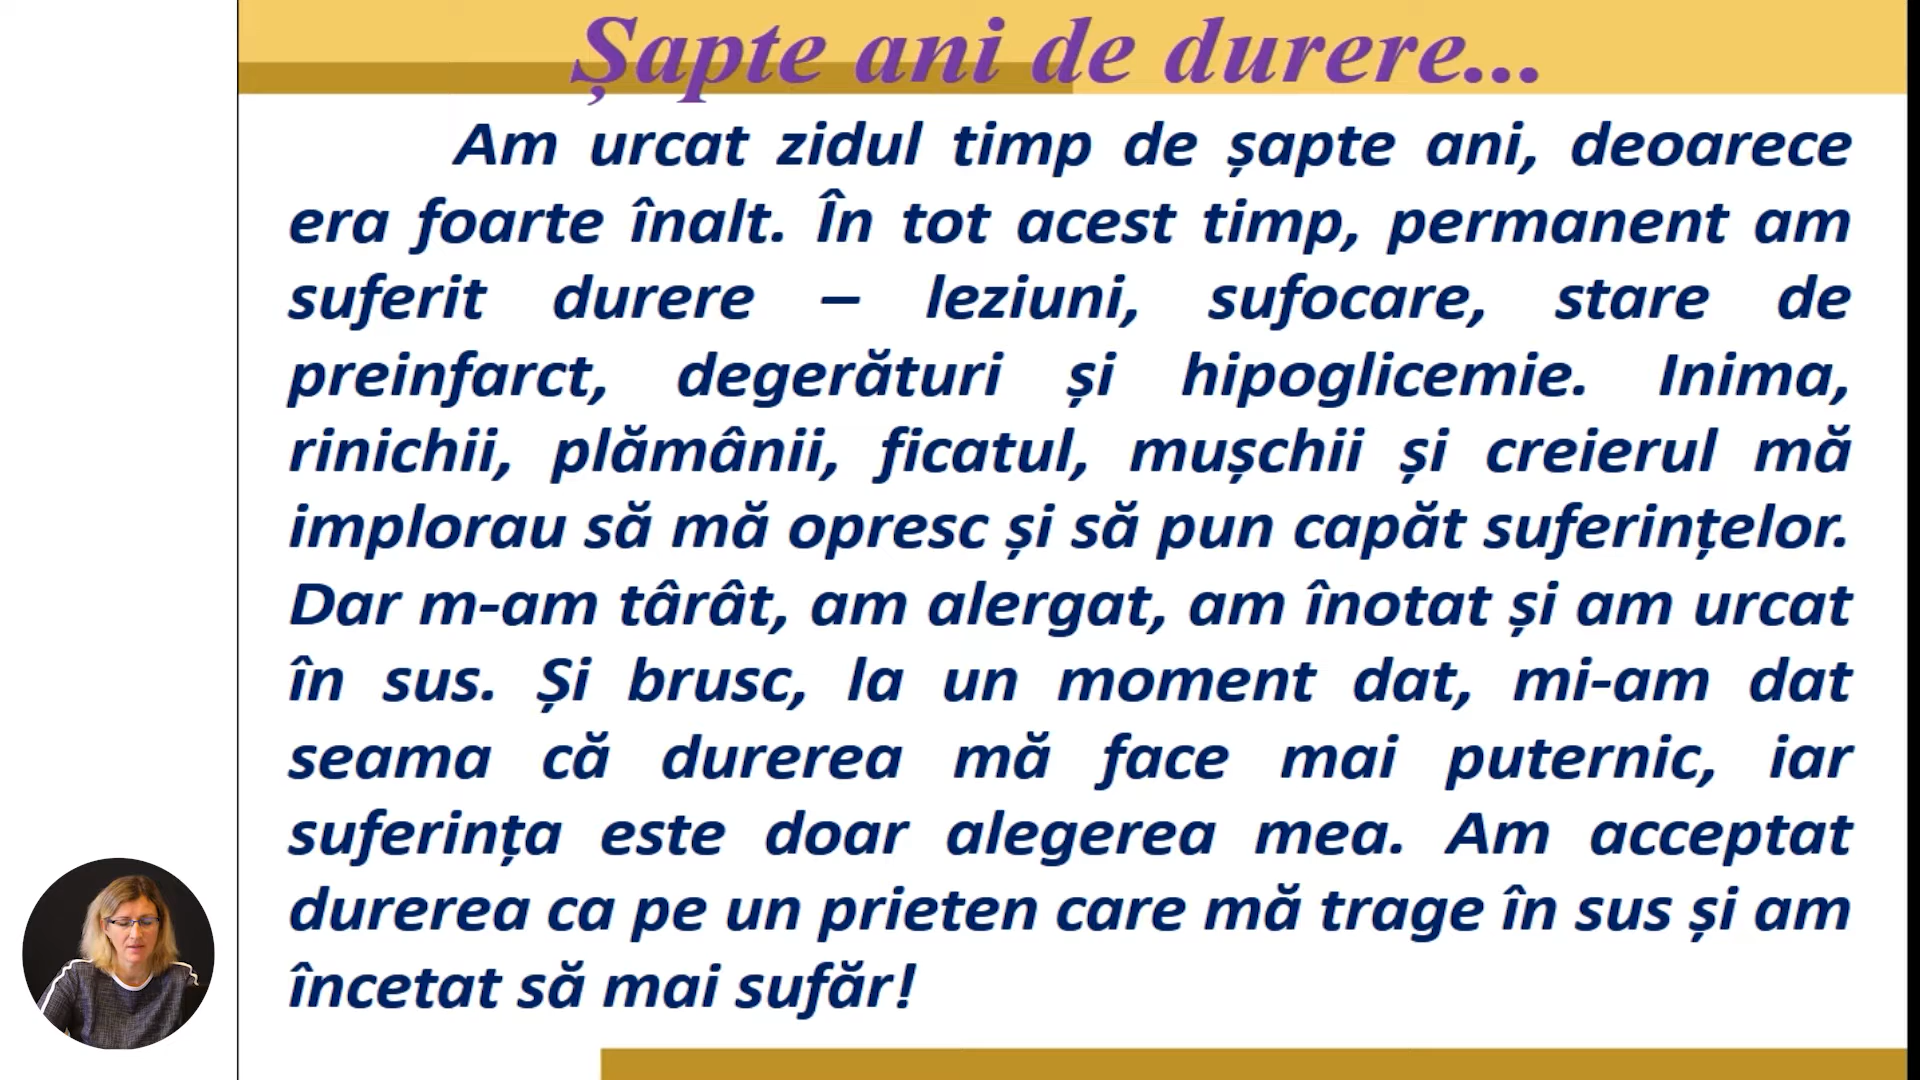 Șapte ani de durere...
Am urcat zidul timp de șapte ani, deoarece
era foarte înalt. În tot acest timp, permanent am
suferit durere – leziuni, sufocare, stare de
preinfarct, degerături și hipoglicemie. Inima,
rinichii, plămânii, ficatul, mușchii și creierul mă
implorau să mă opresc și să pun capăt suferințelor.
Dar m-am târât, am alergat, am înotat și am urcat
în sus. Și brusc, la un moment dat, mi-am dat
seama că durerea mă face mai puternic, iar
suferința este doar alegerea mea. Am acceptat
durerea ca pe un prieten care mă trage în sus și am
încetat să mai sufăr!